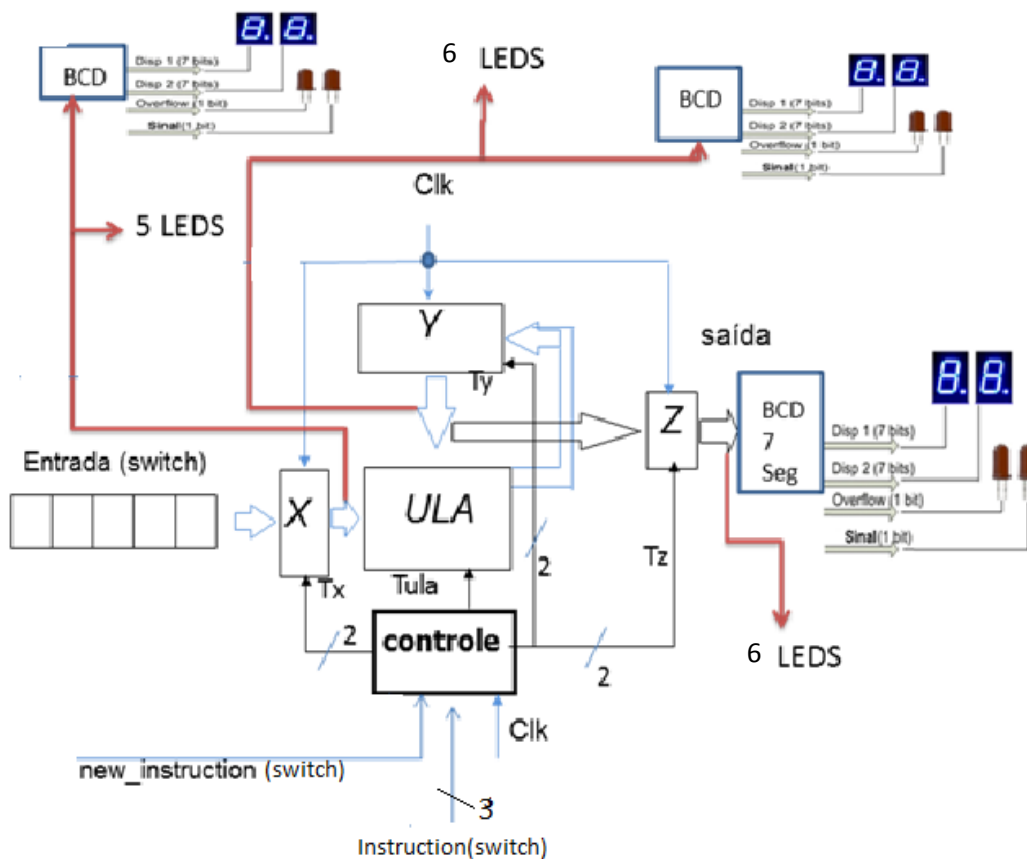 BCD
Disp 1 (7 bits)
Disp 2 (7 bits)
Overflow (1 bit)
Sinal(1 bit)
6 LEDS
BCD
Disp 1 (7 bits)
Disp 2 (7 bits)
Overflow (1 bit)
Sinal(1 bit)
Clk
5 LEDS
Y
Ty
saída
Z
BCD
7
Seg
8. 8.
Disp 1 (7 bits)
Disp 2 (7 bits)
Overflow (1 bit)
Sinal(1 bit)
Entrada (switch)
X
ULA
Tx
Tula
2
Tz
2
controle
2
6 LEDS
Clk
new_instruction (switch)
3
Instruction(switch)